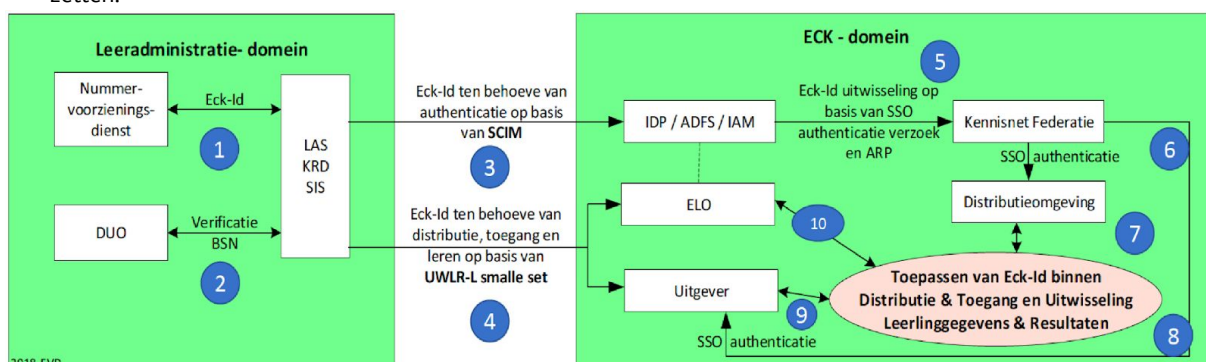 zetten.
Leeradministratie- domein
Nummer-
voorzienings-
dienst
Eck-Id
1
LAS
KRD
SIS
DUO
Verificatie
BSN
2
Eck-Id ten behoeve van
authenticatie op basis
van SCIM
3
Eck-Id ten behoeve van
distributie, toegang en
leren op basis van
UWLR-L smalle set
4
ECK - domein
5
IDP / ADFS / IAM
Eck-Id uitwisseling op
basis van SSO
authenticatie verzoek
en ARP
Kennisnet Federatie
6
SSO authenticatie
ELO
10
Distributieomgeving
7
Uitgever
9
Toepassen van Eck-Id binnen
Distributie & Toegang en Uitwisseling
Leerlinggegevens & Resultaten
8
SSO authenticatie